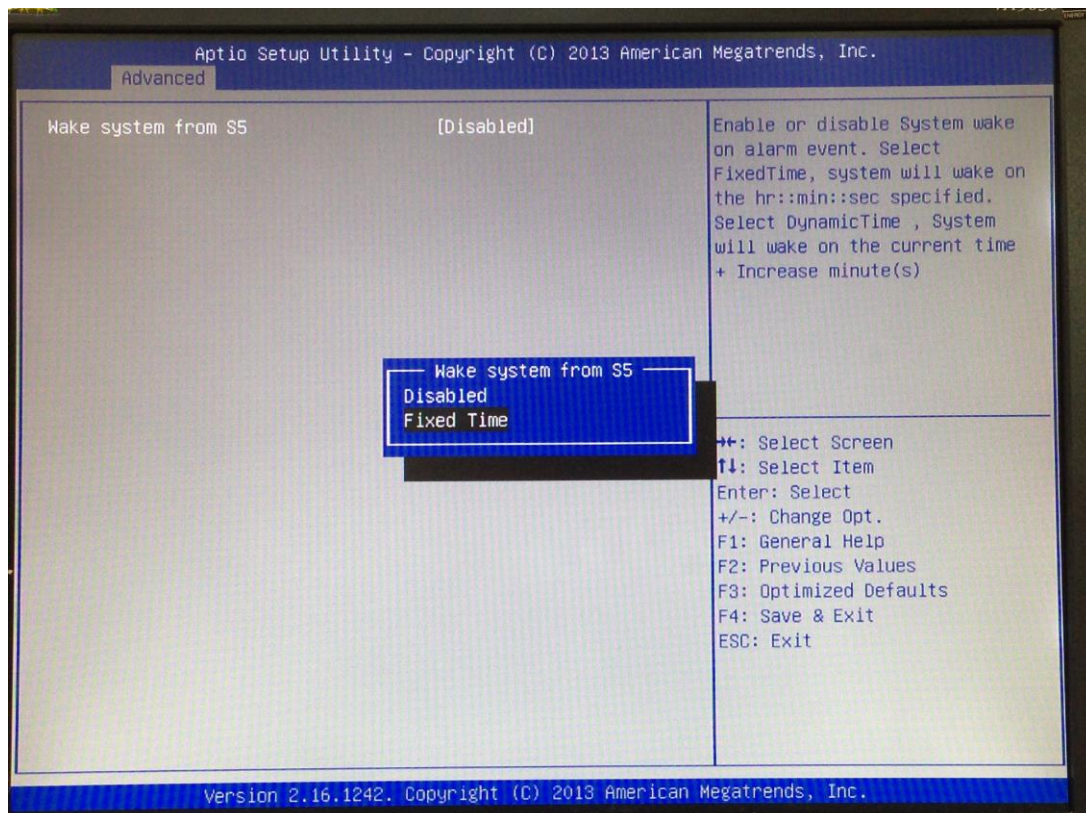 Aptio Setup Utility – Copyright (C) 2013 American Megatrends, Inc.
Advanced
Wake system from S5 [Disabled]
Enable or disable System wake
on alarm event. Select
FixedTime, system will wake on
the hr::min::sec specified.
Select DynamicTime , System
will wake on the current time
+ Increase minute(s)
Wake system from S5
Disabled
Fixed Time
→←: Select Screen
↑↓: Select Item
Enter: Select
+/-: Change Opt.
F1: General Help
F2: Previous Values
F3: Optimized Defaults
F4: Save & Exit
ESC: Exit
Version 2.16.1242. Copyright (C) 2013 American Megatrends, Inc.